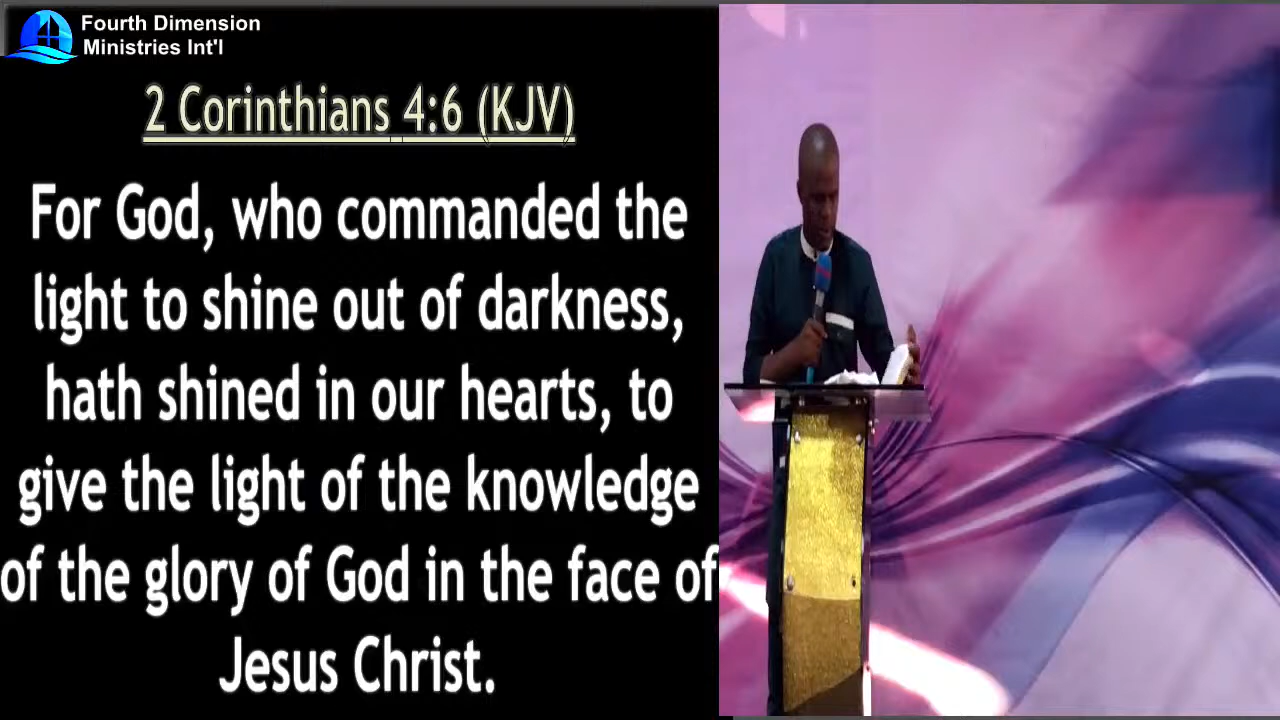 Fourth Dimension
Ministries Int'l
2 Corinthians 4:6 (KJV)
For God, who commanded the
light to shine out of darkness,
hath shined in our hearts, to
give the light of the knowledge
of the glory of God in the face of
Jesus Christ.